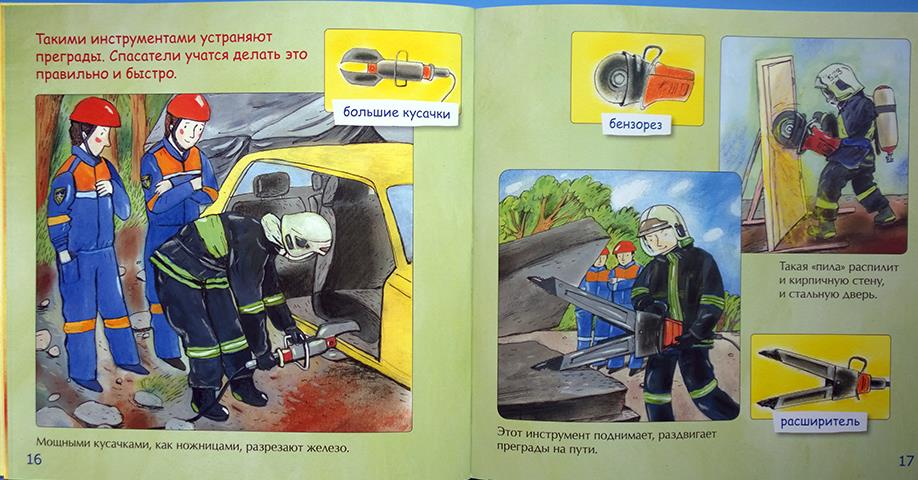 Такими инструментами устраняют
преграды. Спасатели учатся делать это
правильно и быстро.
большие кусачки
Мощными кусачками, как ножницами, разрезают железо.
16
бензорез
Такая «пила» распилит
и кирпичную стену,
и стальную дверь.
Этот инструмент поднимает, раздвигает
преграды на пути.
расширитель
17